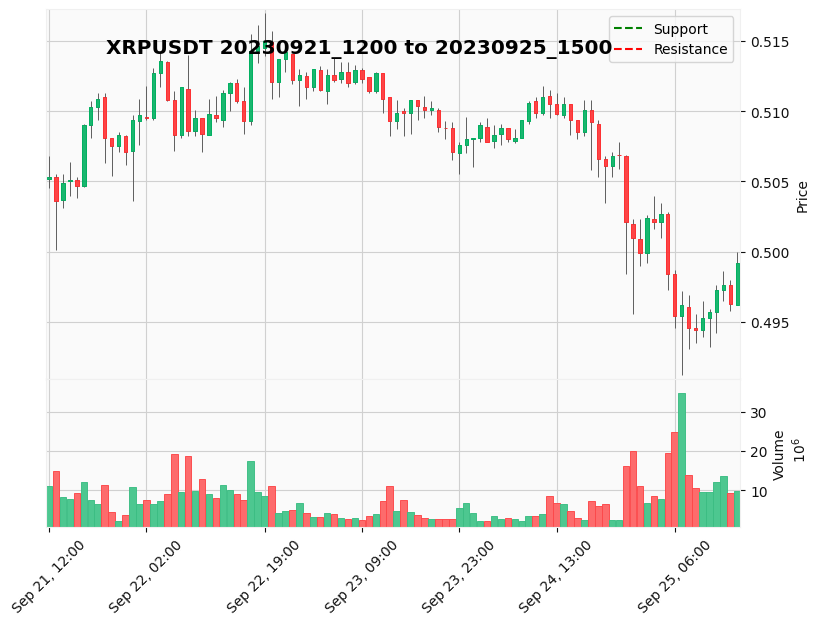 XRPUSDT 20230921_1200 to 20230925_1500
Support
Resistance
0.515
0.510
0.505
0.500
0.495
Price
30
20
10
Volume
10^6
Sep 21, 12:00
Sep 22, 02:00
Sep 22, 19:00
Sep 23, 09:00
Sep 23, 23:00
Sep 24, 13:00
Sep 25, 06:00